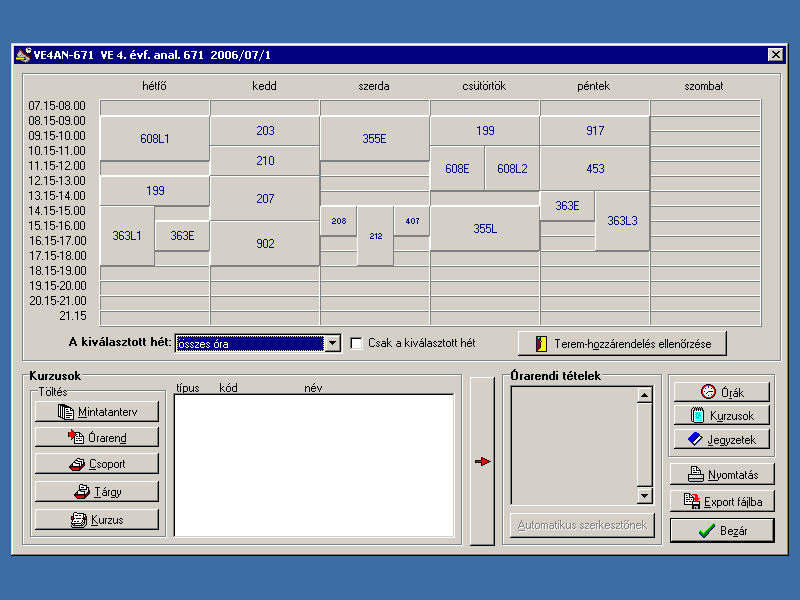 VE4AN-671 VE 4. évf. anal. 671 2006/07/1
hétfő kedd szerda csütörtök péntek szombat
07.15-08.00
08.15-09.00
09.15-10.00
10.15-11.00
11.15-12.00
12.15-13.00
13.15-14.00
14.15-15.00
15.15-16.00
16.15-17.00
17.15-18.00
18.15-19.00
19.15-20.00
20.15-21.00
21.15
608L1
199
363L1
363E
203
210
207
902
355E
208
212
407
199
608E
608L2
355L
917
453
363E
363L3
A kiválasztott hét:
összes óra
Csak a kiválasztott hét
Terem-hozzárendelés ellenőrzése
Kurzusok
Töltés
Mintatanterv
Órarend
Csoport
Tárgy
Kurzus
típus kód név
Órarendi tételek
Automatikus szerkesztőnek
Órák
Kurzusok
Jegyzetek
Nyomtatás
Export fájlba
Bezár